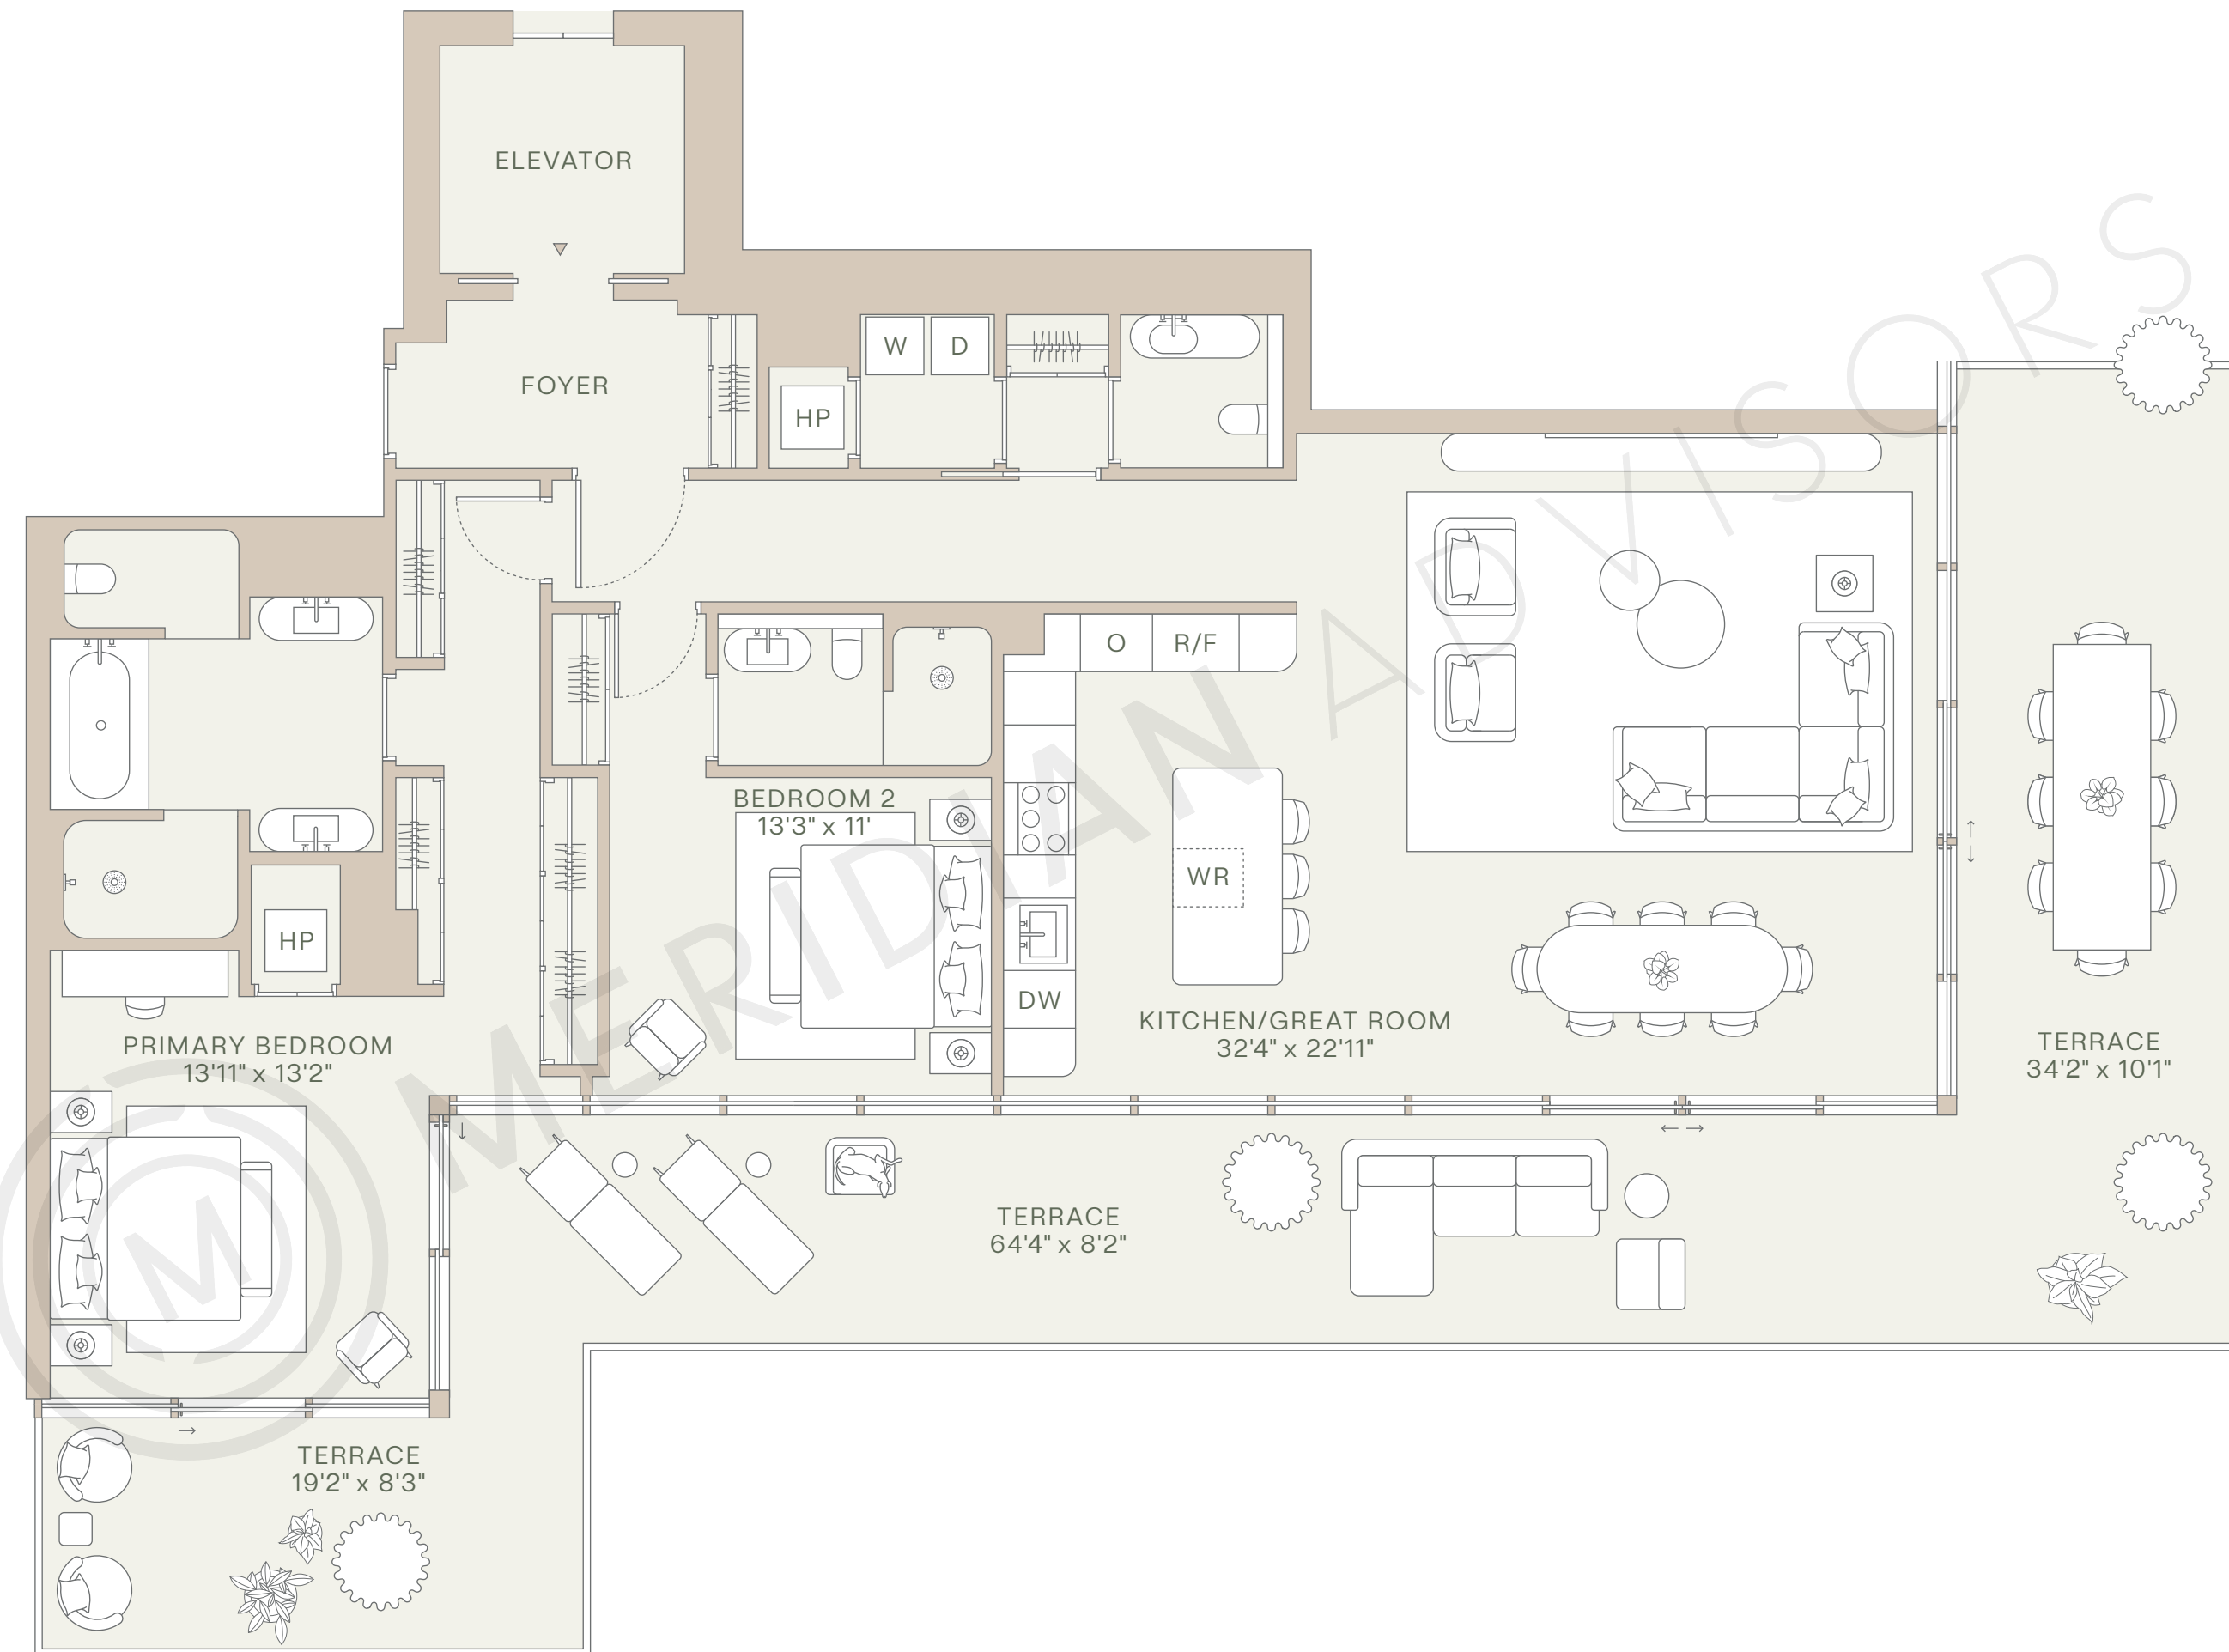 ELEVATOR
FOYER
W
D
HP
O
R/F
BEDROOM 2
13'3" x 11'
WR
HP
DW
KITCHEN/GREAT ROOM
32'4" x 22'11"
PRIMARY BEDROOM
13'11" x 13'2"
TERRACE
34'2" x 10'1"
TERRACE
64'4" x 8'2"
TERRACE
19'2" x 8'3"
M MERIDIAN ADVISORS